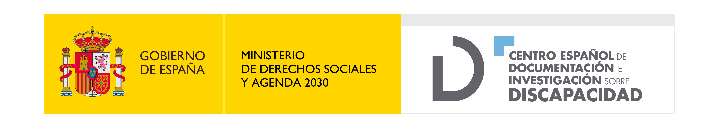 GOBIERNO
DE ESPAÑA
MINISTERIO
DE DERECHOS SOCIALES
Y AGENDA 2030
CENTRO ESPAÑOL DE
DOCUMENTACIÓN E
INVESTIGACIÓN SOBRE
DISCAPACIDAD